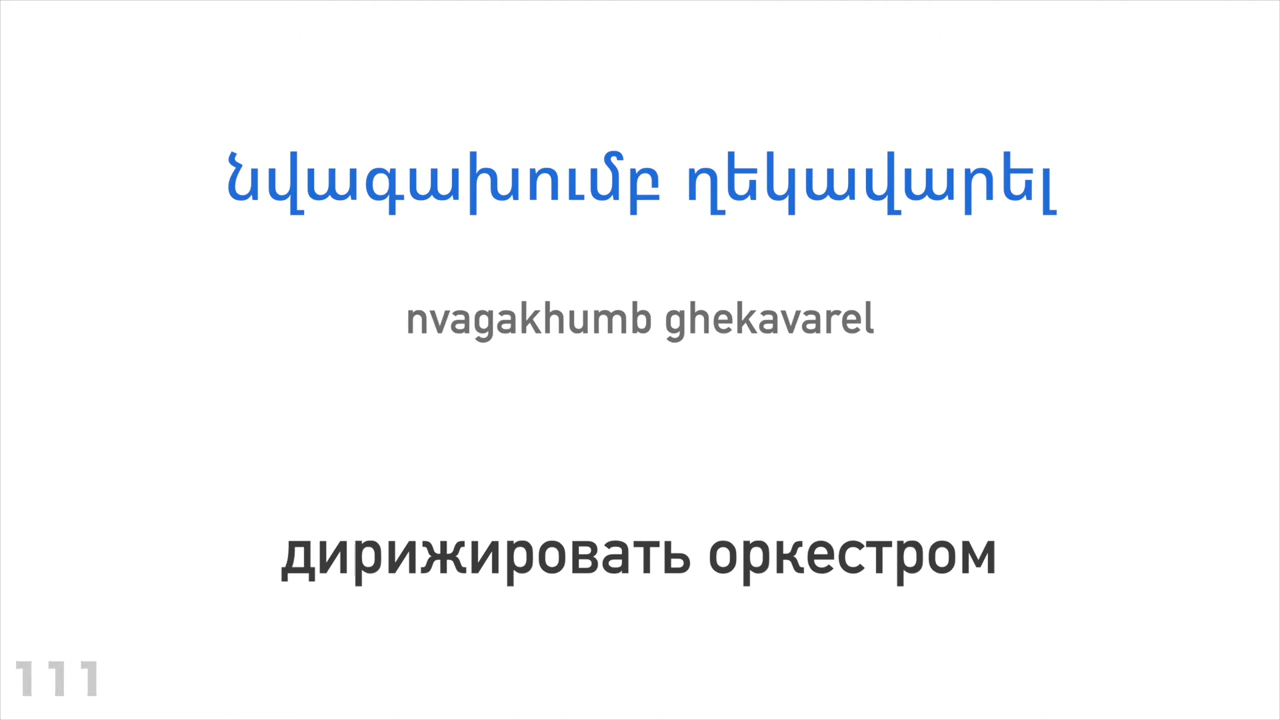 նվագախումբ ղեկավարել
nvagakhumb ghekavarel
дирижировать оркестром
111